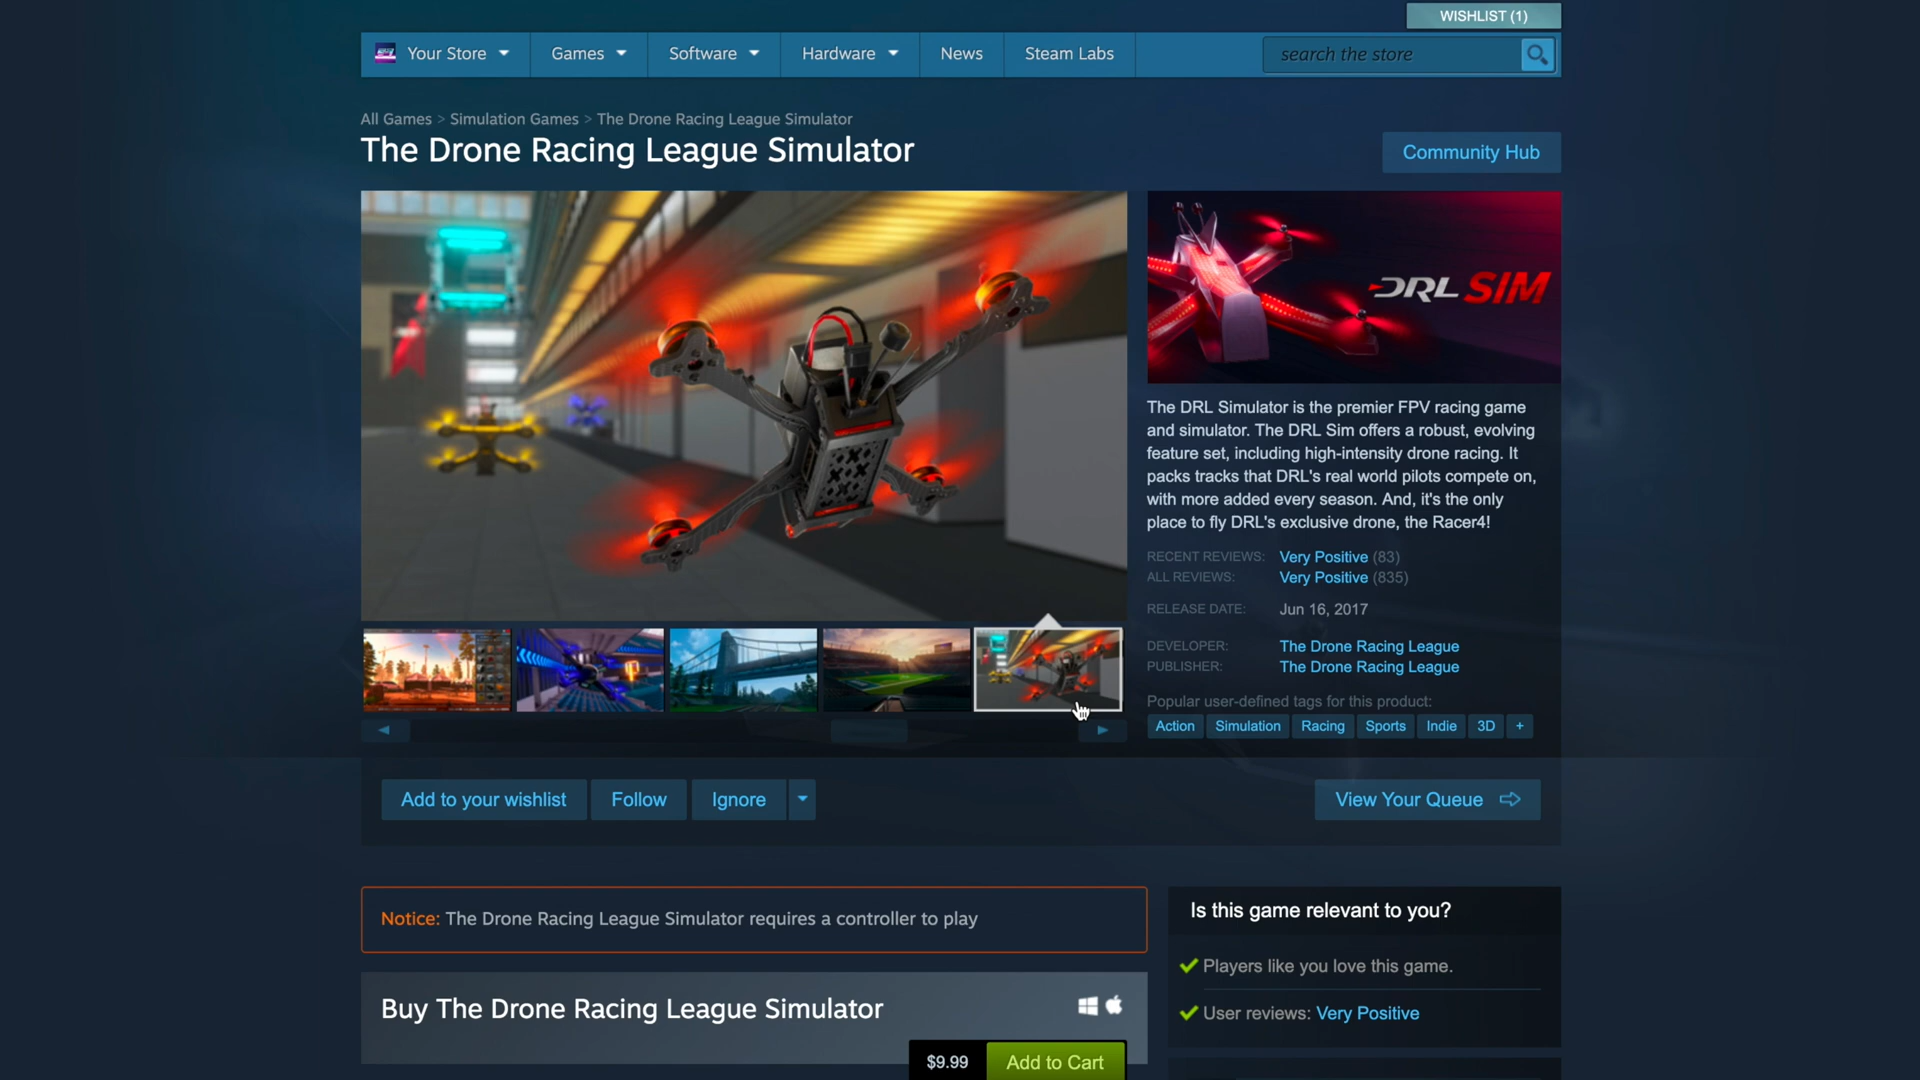 WISHLIST (1)
Your Store
Games
Software
Hardware
News
Steam Labs
search the store
All Games > Simulation Games > The Drone Racing League Simulator
The Drone Racing League Simulator
Community Hub
DRL SIM
The DRL Simulator is the premier FPV racing game
and simulator. The DRL Sim offers a robust, evolving
feature set, including high-intensity drone racing. It
packs tracks that DRL's real world pilots compete on,
with more added every season. And, it's the only
place to fly DRL's exclusive drone, the Racer4!
RECENT REVIEWS: Very Positive (83)
ALL REVIEWS: Very Positive (835)
RELEASE DATE: Jun 16, 2017
DEVELOPER: The Drone Racing League
PUBLISHER: The Drone Racing League
Popular user-defined tags for this product:
Action Simulation Racing Sports Indie 3D +
Add to your wishlist
Follow
Ignore
View Your Queue
Notice: The Drone Racing League Simulator requires a controller to play
Is this game relevant to you?
Players like you love this game.
User reviews: Very Positive
Buy The Drone Racing League Simulator
$9.99
Add to Cart